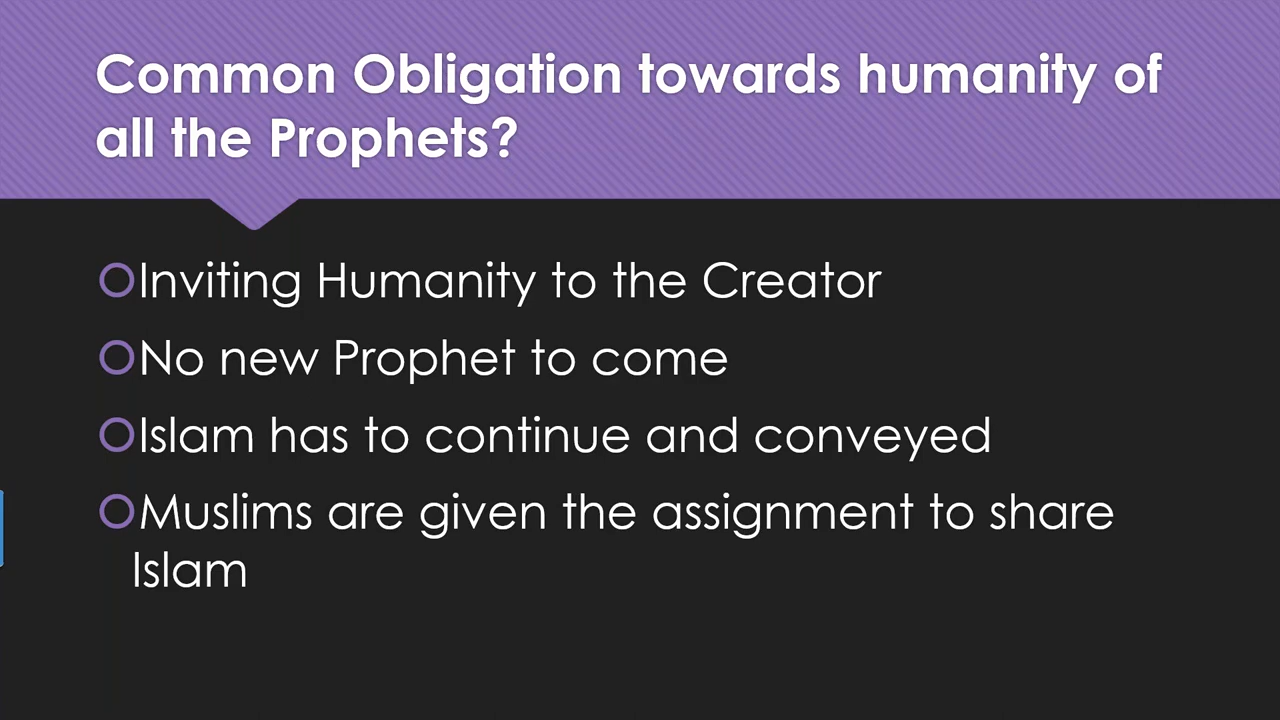 Common Obligation towards humanity of
all the Prophets?
Inviting Humanity to the Creator
No new Prophet to come
Islam has to continue and conveyed
Muslims are given the assignment to share
Islam